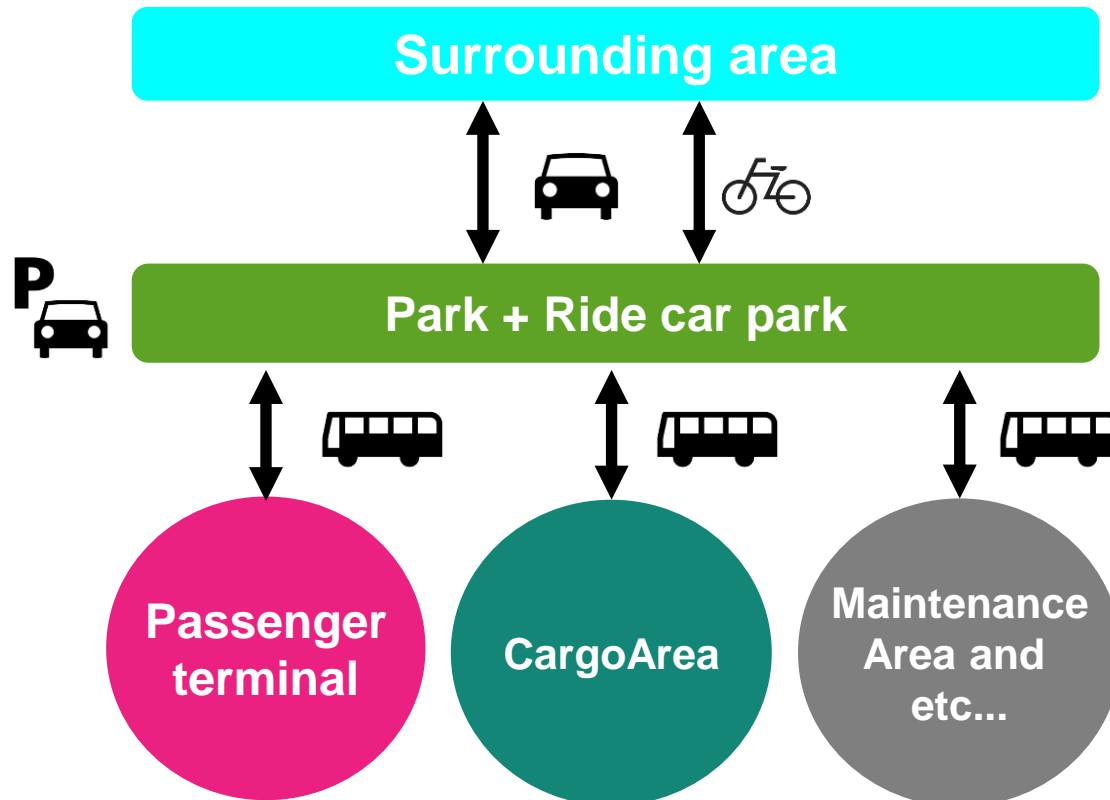 Surrounding area
P
Park + Ride car park
Passenger
terminal
CargoArea
Maintenance
Area and
etc...